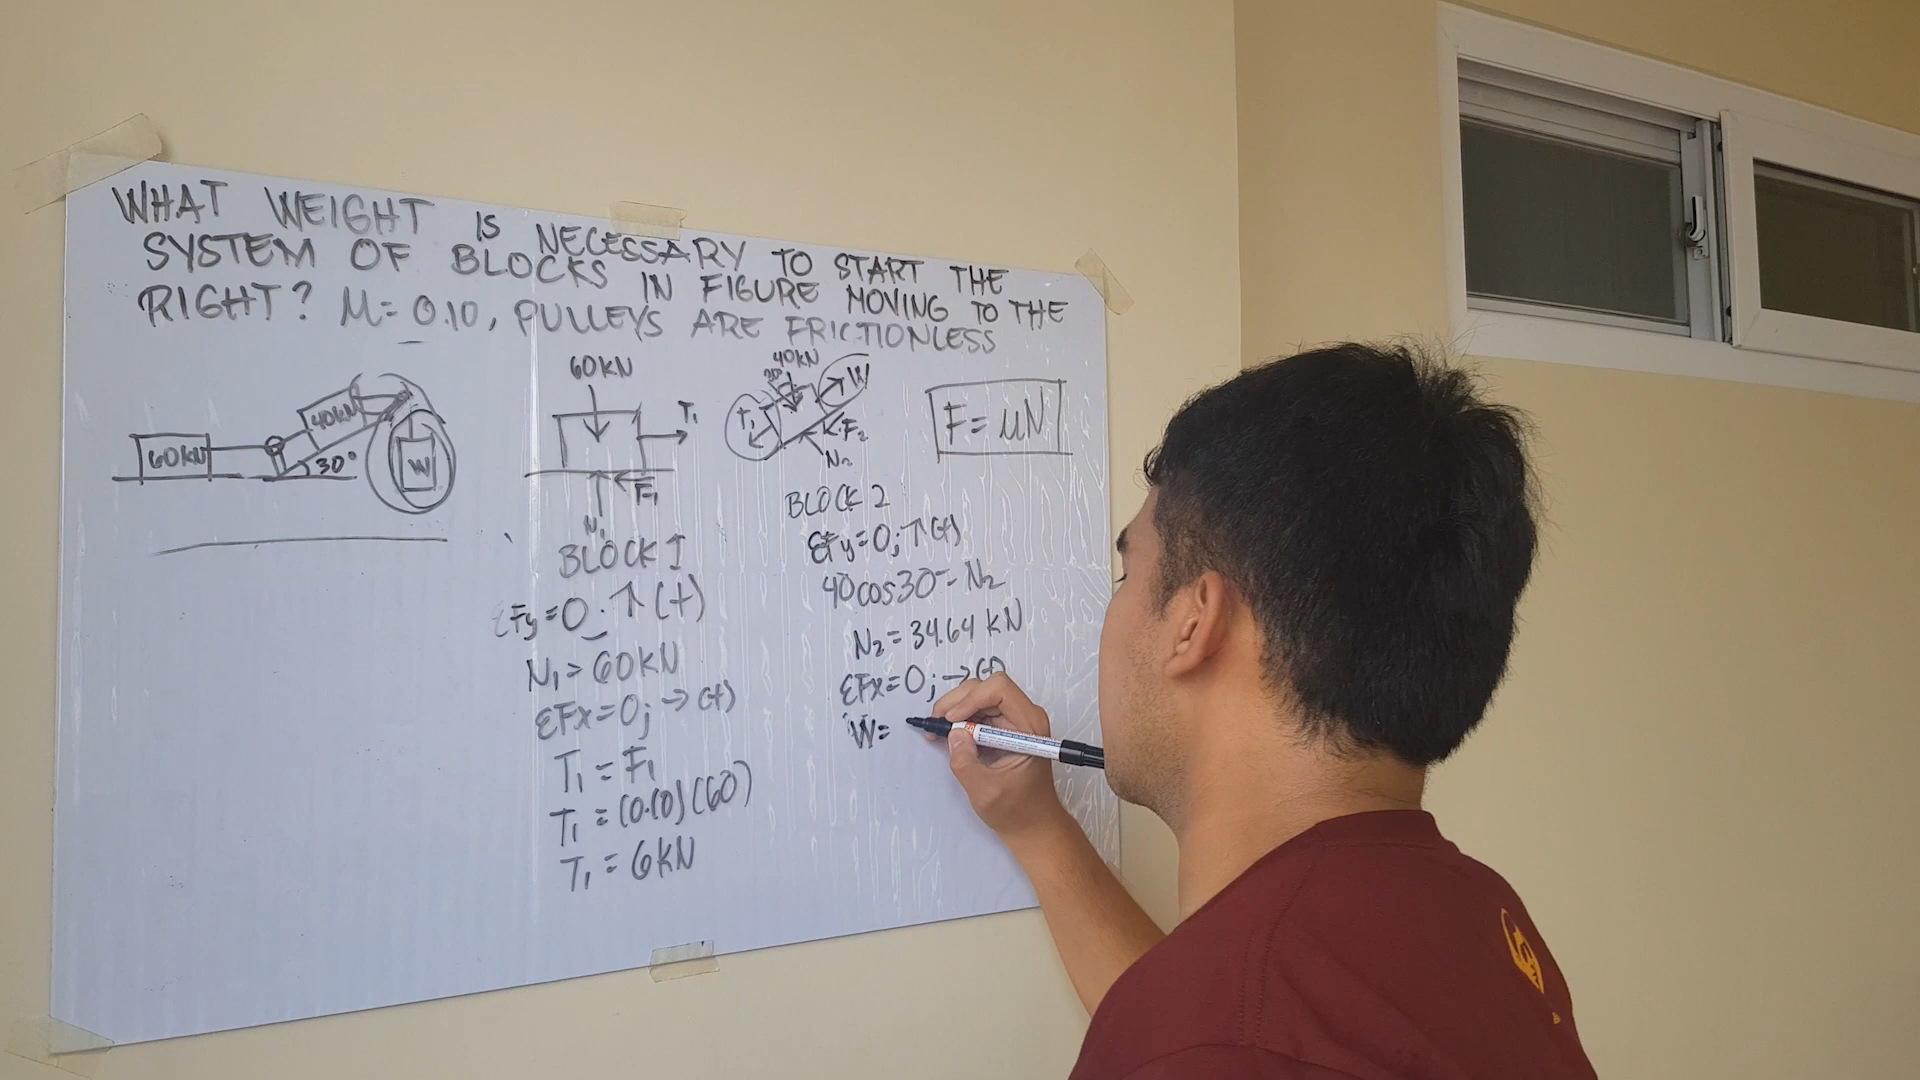 WHAT WEIGHT IS NECESSARY TO START THE
SYSTEM OF BLOCKS IN FIGURE MOVING TO THE
RIGHT? M= 0.10, PULLEYS ARE FRICTIONLESS
60KN
40KN
30°
W
60KN
T₁
F₁
N₁
40KN
30°
W
T₁
F₂
N₂
F= μN
BLOCK 1
ΣFy=0; ↑(+)
N₁= 60KN
ΣFx=0; →(+)
T₁ = F₁
T₁ = (0.10)(60)
T₁ = 6KN
BLOCK 2
ΣFy=0; ↑(+)
40cos30= N₂
N₂= 34.64 KN
ΣFx=0; →(+)
W=